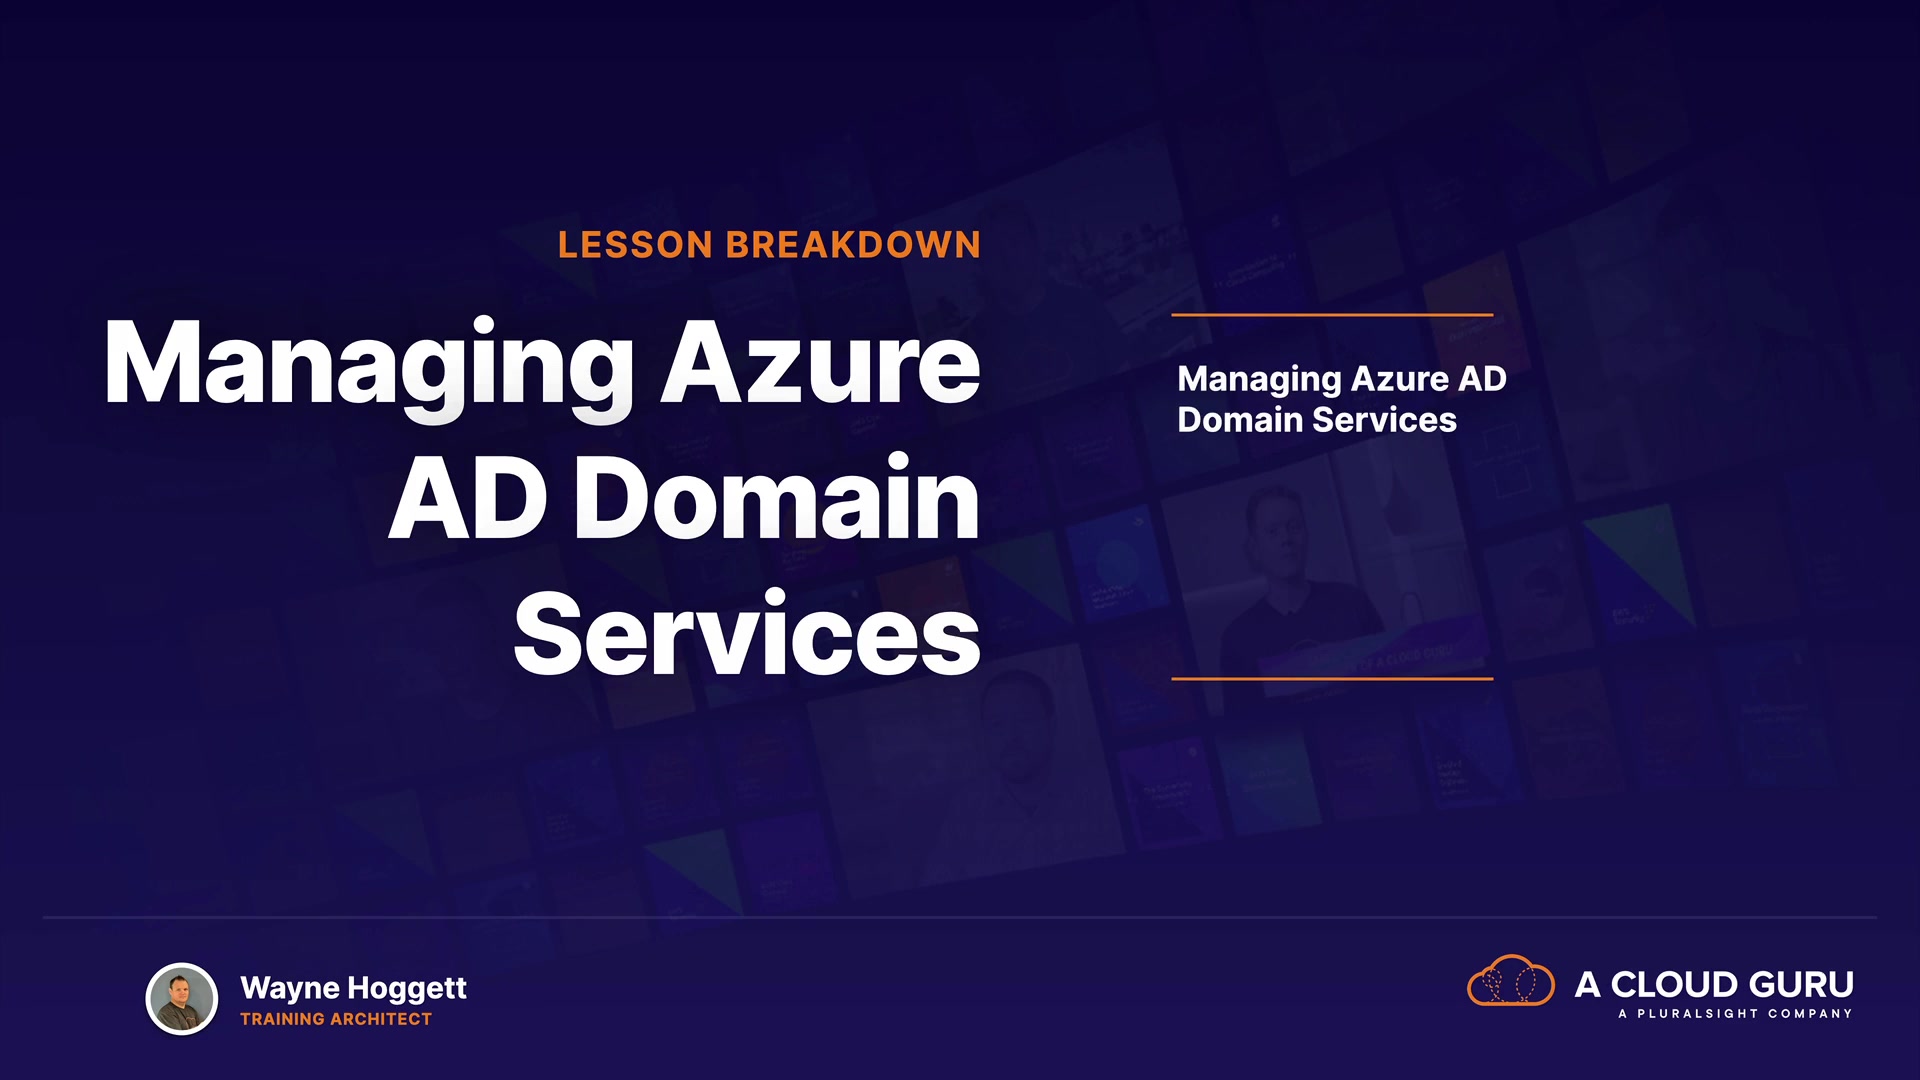 LESSON BREAKDOWN
Managing Azure
AD Domain
Services
Managing Azure AD
Domain Services
Wayne Hoggett
TRAINING ARCHITECT
A CLOUD GURU
A PLURALSIGHT COMPANY